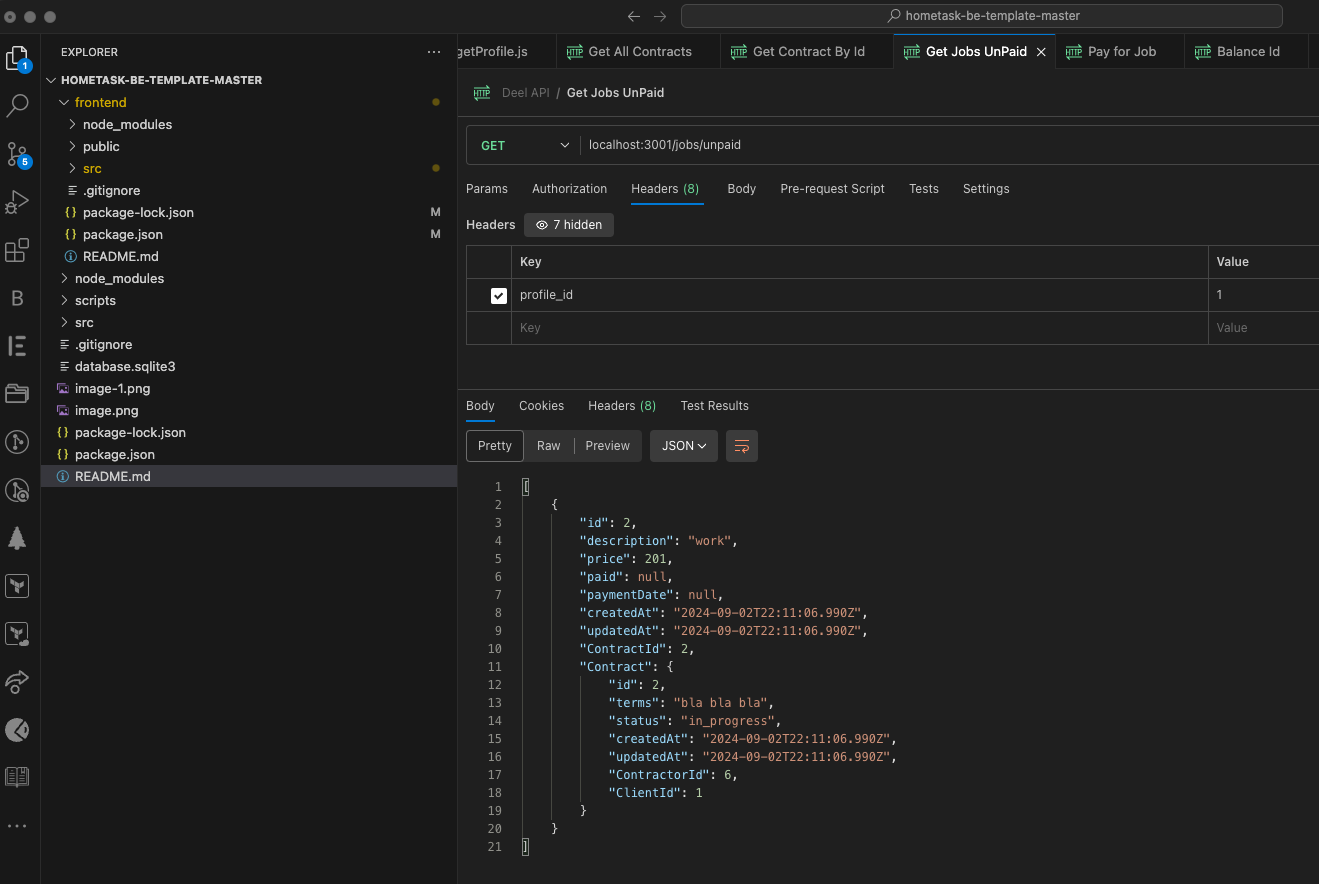 hometask-be-template-master
EXPLORER
HOMETASK-BE-TEMPLATE-MASTER
frontend
node_modules
public
src
.gitignore
package-lock.json M
package.json M
README.md
node_modules
scripts
src
.gitignore
database.sqlite3
image-1.png
image.png
package-lock.json
package.json
README.md
1
5
B
getProfile.js
HTTP Get All Contracts
HTTP Get Contract By Id
HTTP Get Jobs UnPaid
HTTP Pay for Job
HTTP Balance Id
HTTP Deel API / Get Jobs UnPaid
GET localhost:3001/jobs/unpaid
Params Authorization Headers (8) Body Pre-request Script Tests Settings
Headers 7 hidden
Key Value
profile_id 1
Key Value
Body Cookies Headers (8) Test Results
Pretty Raw Preview JSON
1 [
2 {
3 "id": 2,
4 "description": "work",
5 "price": 201,
6 "paid": null,
7 "paymentDate": null,
8 "createdAt": "2024-09-02T22:11:06.990Z",
9 "updatedAt": "2024-09-02T22:11:06.990Z",
10 "ContractId": 2,
11 "Contract": {
12 "id": 2,
13 "terms": "bla bla bla",
14 "status": "in_progress",
15 "createdAt": "2024-09-02T22:11:06.990Z",
16 "updatedAt": "2024-09-02T22:11:06.990Z",
17 "ContractorId": 6,
18 "ClientId": 1
19 }
20 }
21 ]